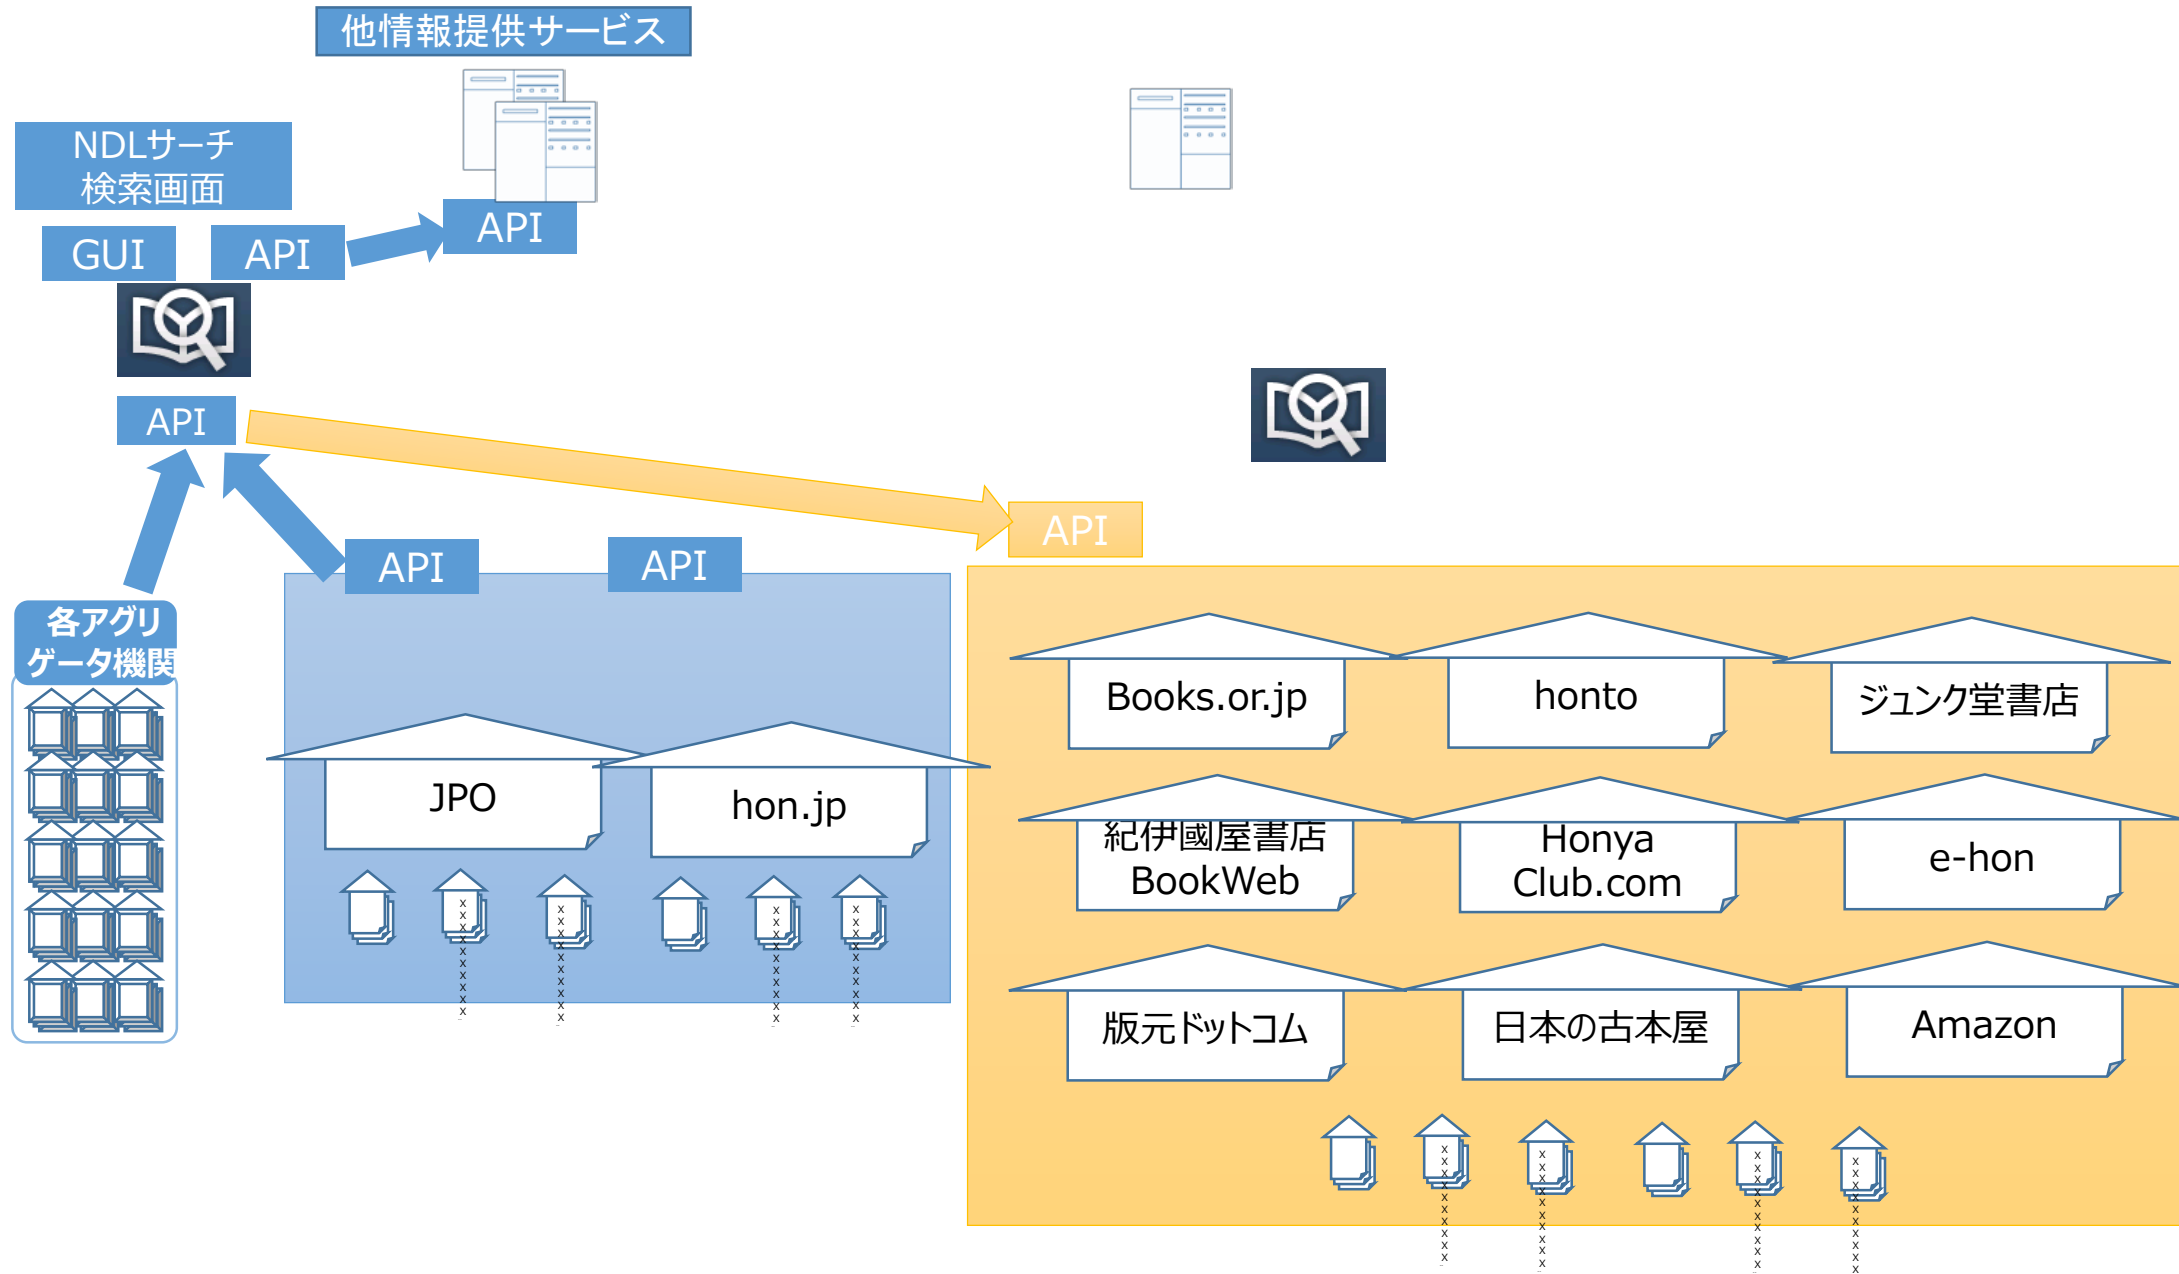 他情報提供サービス
NDLサーチ
検索画面
GUI
API
API
API
API
API
API
各アグリ
ゲータ機関
JPO
hon.jp
Books.or.jp
honto
ジュンク堂書店
紀伊國屋書店
BookWeb
Honya
Club.com
e-hon
版元ドットコム
日本の古本屋
Amazon